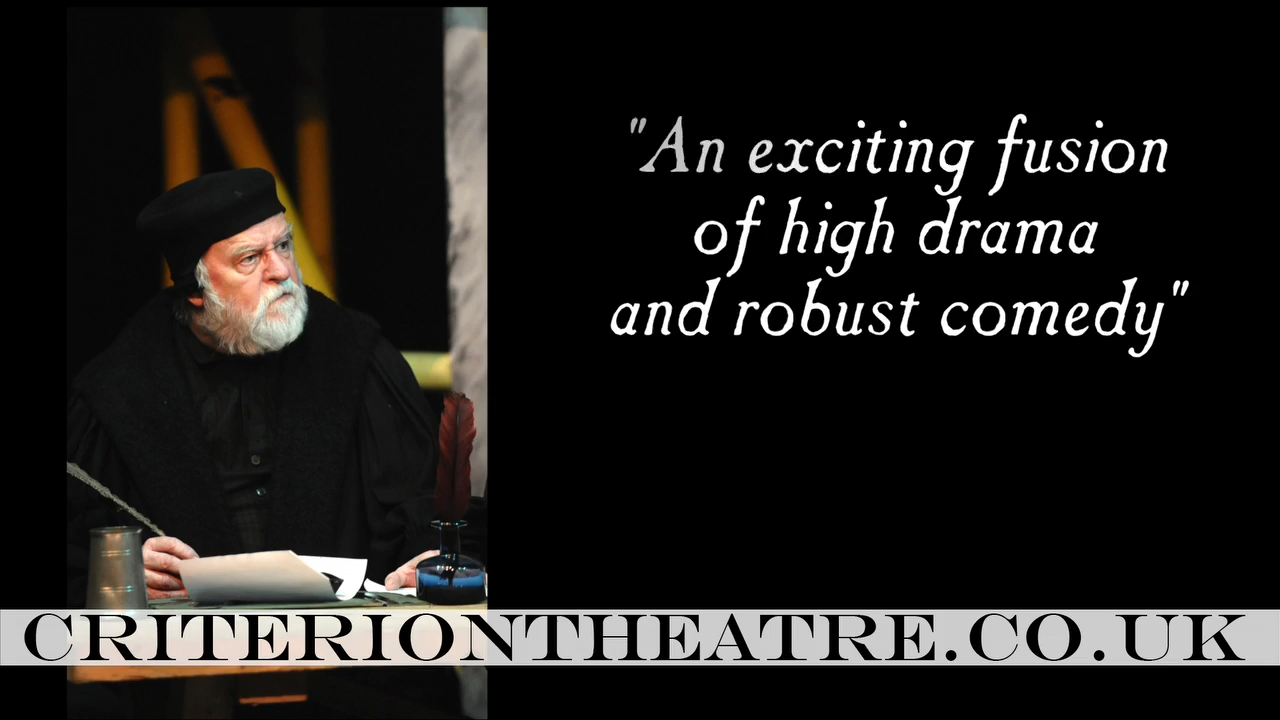 "An exciting fusion
of high drama
and robust comedy"
CRITERIONTHEATRE.CO.UK